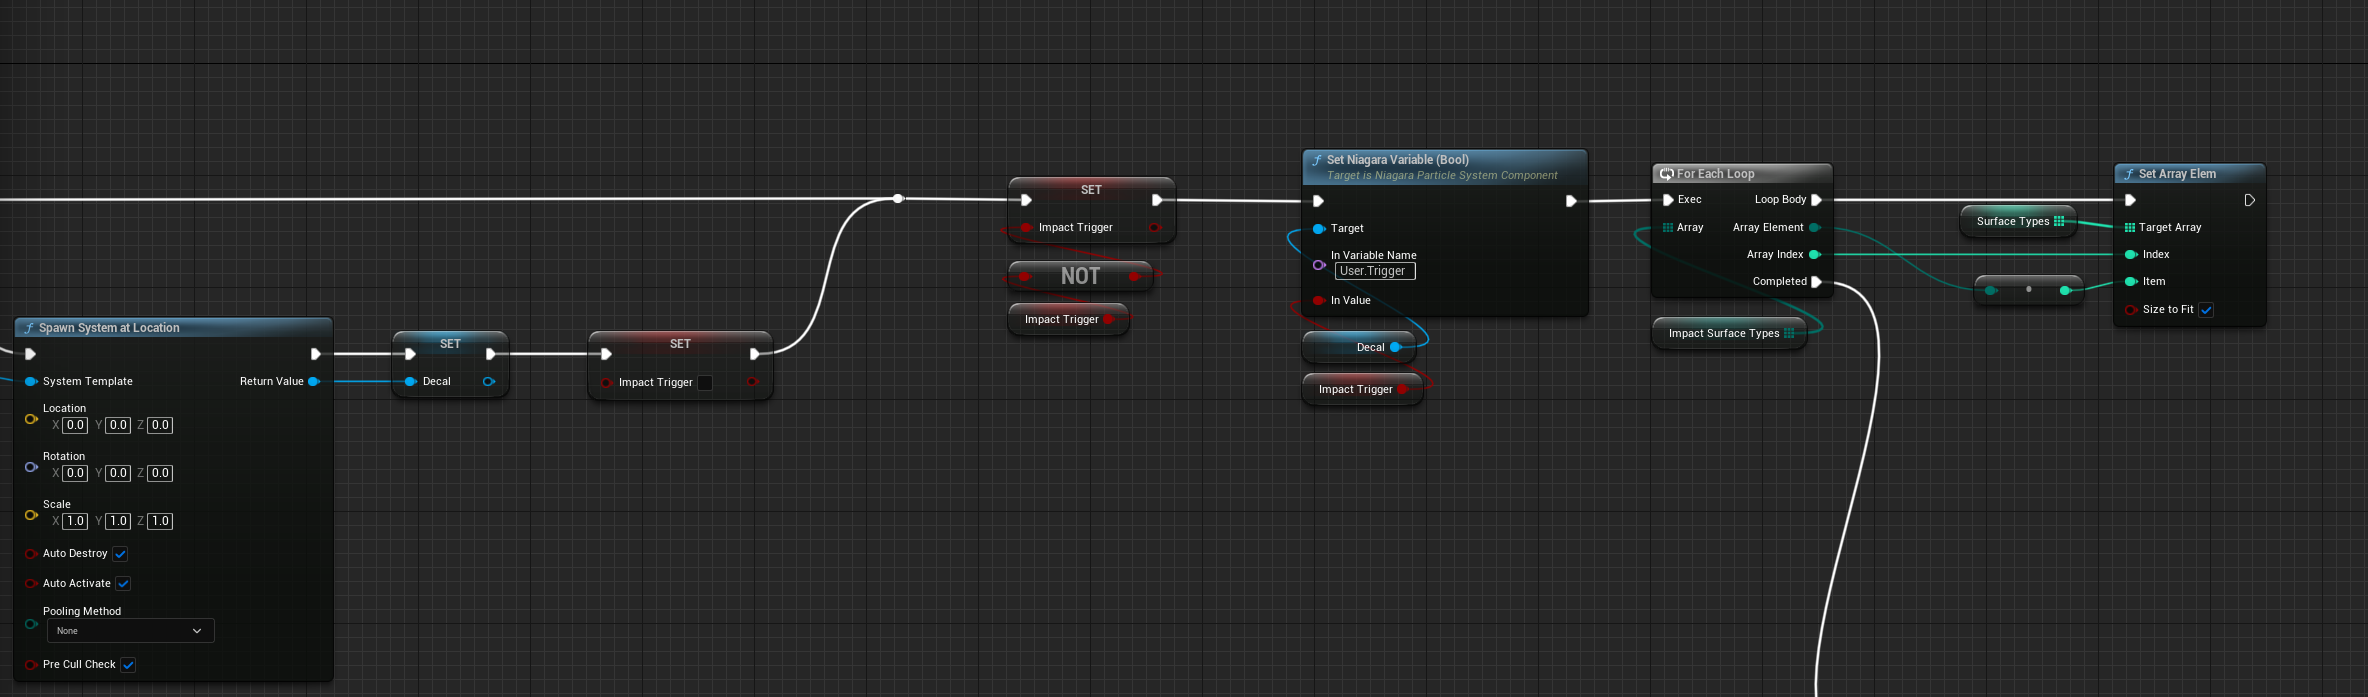 Spawn System at Location
System Template
Return Value
Location
X 0.0 Y 0.0 Z 0.0
Rotation
X 0.0 Y 0.0 Z 0.0
Scale
X 1.0 Y 1.0 Z 1.0
Auto Destroy
Auto Activate
Pooling Method
None
Pre Cull Check
SET
Decal
SET
Impact Trigger
SET
Impact Trigger
NOT
Impact Trigger
f Set Niagara Variable (Bool)
Target is Niagara Particle System Component
Target
In Variable Name
User.Trigger
In Value
Decal
Impact Trigger
For Each Loop
Exec
Loop Body
Array
Array Element
Array Index
Completed
Impact Surface Types
Surface Types
f Set Array Elem
Target Array
Index
Item
Size to Fit